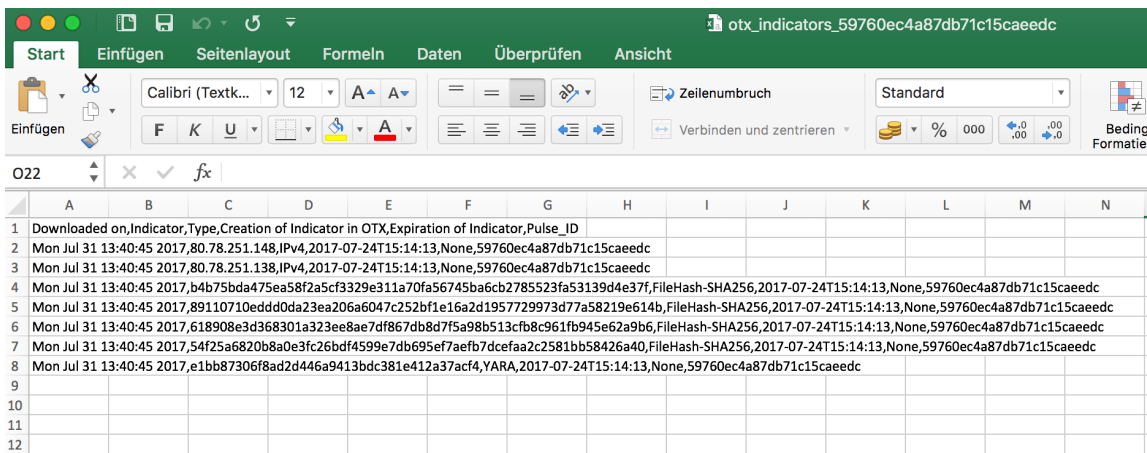 otx_indicators_59760ec4a87db71c15caeedc
Start Einfügen Seitenlayout Formeln Daten Überprüfen Ansicht
Einfügen
Calibri (Textk... 12 A A
F K U A
Zeilenumbruch
Verbinden und zentrieren
Standard
% 000 ,0 ,00 ,00 ,0
Beding
Formatie
O22 fx
A B C D E F G H I J K L M N
1 Downloaded on,Indicator,Type,Creation of Indicator in OTX,Expiration of Indicator,Pulse_ID
2 Mon Jul 31 13:40:45 2017,80.78.251.148,IPv4,2017-07-24T15:14:13,None,59760ec4a87db71c15caeedc
3 Mon Jul 31 13:40:45 2017,80.78.251.138,IPv4,2017-07-24T15:14:13,None,59760ec4a87db71c15caeedc
4 Mon Jul 31 13:40:45 2017,b4b75bda475ea58f2a5cf3329e311a70fa56745ba6cb2785523fa53139d4e37f,FileHash-SHA256,2017-07-24T15:14:13,None,59760ec4a87db71c15caeedc
5 Mon Jul 31 13:40:45 2017,89110710eddd0da23ea206a6047c252bf1e16a2d1957729973d77a58219e614b,FileHash-SHA256,2017-07-24T15:14:13,None,59760ec4a87db71c15caeedc
6 Mon Jul 31 13:40:45 2017,618908e3d368301a323ee8ae7df867db8d7f5a98b513cfb8c961fb945e62a9b6,FileHash-SHA256,2017-07-24T15:14:13,None,59760ec4a87db71c15caeedc
7 Mon Jul 31 13:40:45 2017,54f25a6820b8a0e3fc26bdf4599e7db695ef7aefb7dcefaa2c2581bb58426a40,FileHash-SHA256,2017-07-24T15:14:13,None,59760ec4a87db71c15caeedc
8 Mon Jul 31 13:40:45 2017,e1bb87306f8ad2d446a9413bdc381e412a37acf4,YARA,2017-07-24T15:14:13,None,59760ec4a87db71c15caeedc
9
10
11
12